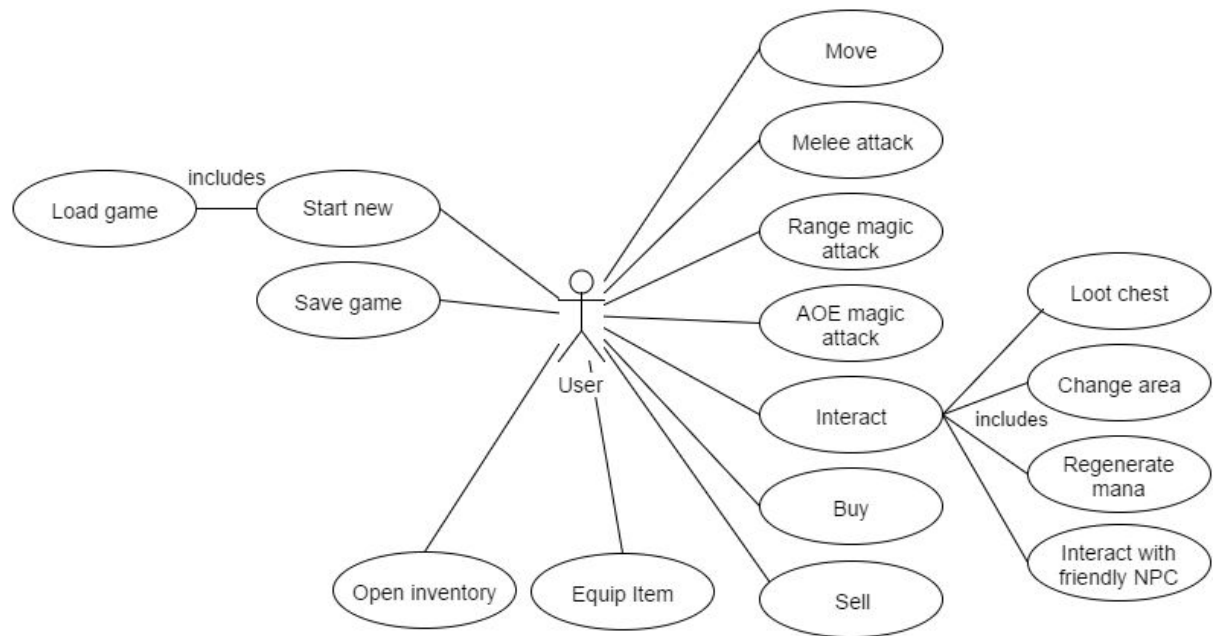 Move
Melee attack
includes
Load game
Start new
Range magic
attack
Save game
AOE magic
attack
Loot chest
User
Interact
Change area
includes
Regenerate
mana
Buy
Interact with
friendly NPC
Open inventory
Equip Item
Sell